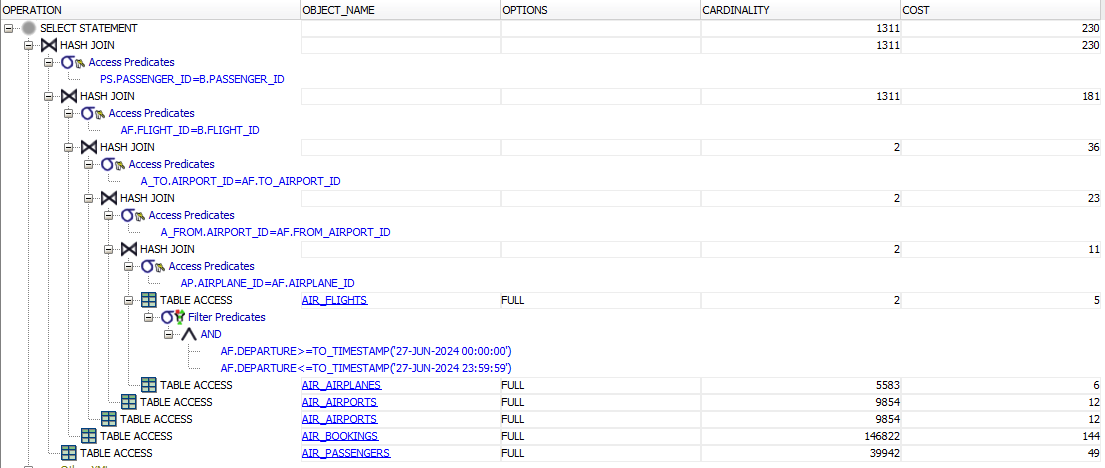 OPERATION OBJECT_NAME OPTIONS CARDINALITY COST
SELECT STATEMENT 1311 230
HASH JOIN 1311 230
Access Predicates
PS.PASSENGER_ID=B.PASSENGER_ID
HASH JOIN 1311 181
Access Predicates
AF.FLIGHT_ID=B.FLIGHT_ID
HASH JOIN 2 36
Access Predicates
A_TO.AIRPORT_ID=AF.TO_AIRPORT_ID
HASH JOIN 2 23
Access Predicates
A_FROM.AIRPORT_ID=AF.FROM_AIRPORT_ID
HASH JOIN 2 11
Access Predicates
AP.AIRPLANE_ID=AF.AIRPLANE_ID
TABLE ACCESS AIR_FLIGHTS FULL 2 5
Filter Predicates
AND
AF.DEPARTURE>=TO_TIMESTAMP('27-JUN-2024 00:00:00')
AF.DEPARTURE<=TO_TIMESTAMP('27-JUN-2024 23:59:59')
TABLE ACCESS AIR_AIRPLANES FULL 5583 6
TABLE ACCESS AIR_AIRPORTS FULL 9854 12
TABLE ACCESS AIR_AIRPORTS FULL 9854 12
TABLE ACCESS AIR_BOOKINGS FULL 146822 144
TABLE ACCESS AIR_PASSENGERS FULL 39942 49